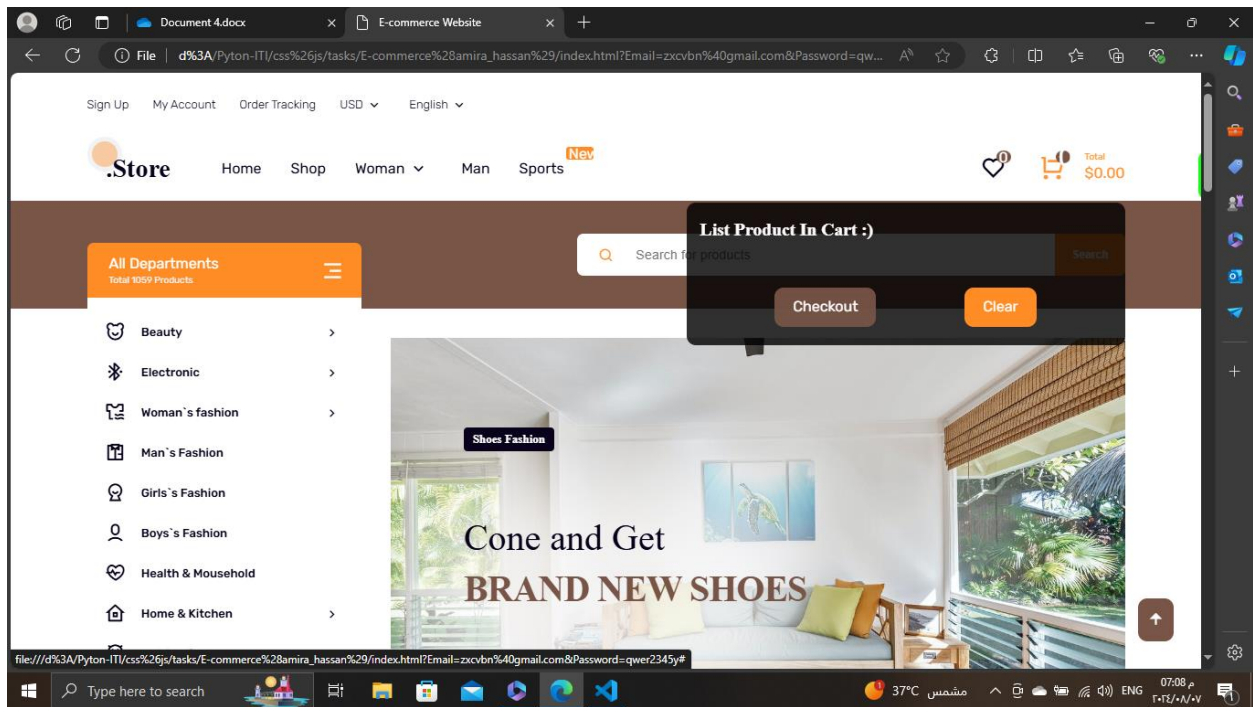 Document 4.docx
E-commerce Website
File d%3A/Pyton-ITI/css%26js/tasks/E-commerce%28amira_hassan%29/index.html?Email=zxcvbn%40gmail.com&Password=qw...
Sign Up My Account Order Tracking USD English
.Store Home Shop Woman Man Sports New
0 0 Total
$0.00
List Product In Cart :)
Search for products Search
Checkout Clear
All Departments
Total 1059 Products
Beauty
Electronic
Woman`s fashion
Man`s Fashion
Girls`s Fashion
Boys`s Fashion
Health & Mousehold
Home & Kitchen
Shoes Fashion
Cone and Get
BRAND NEW SHOES
file:///d%3A/Pyton-ITI/css%26js/tasks/E-commerce%28amira_hassan%29/index.html?Email=zxcvbn%40gmail.com&Password=qwer2345y#
Type here to search
37°C مشمس
ENG
07:08 م
٢٠٢٤/٠٨/٠٧